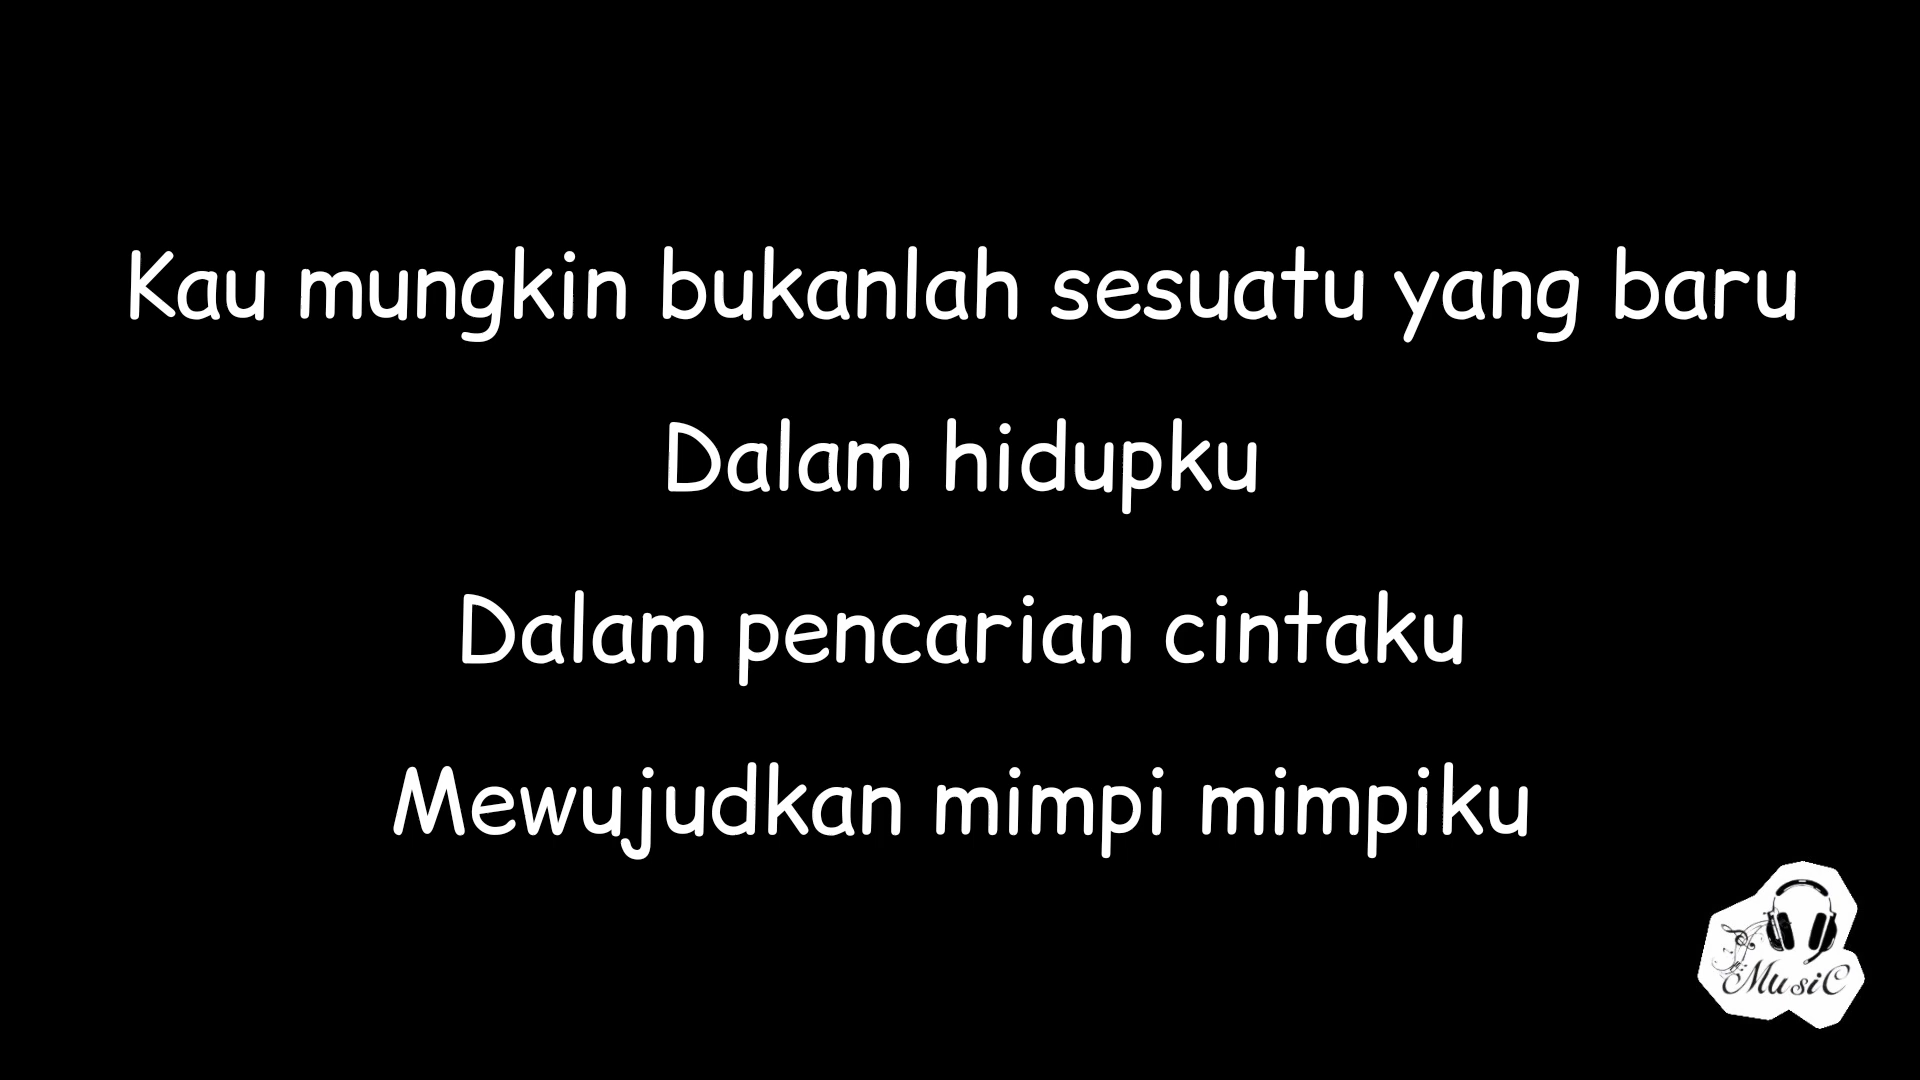 Kau mungkin bukanlah sesuatu yang baru
Dalam hidupku
Dalam pencarian cintaku
Mewujudkan mimpi mimpiku
MusiC